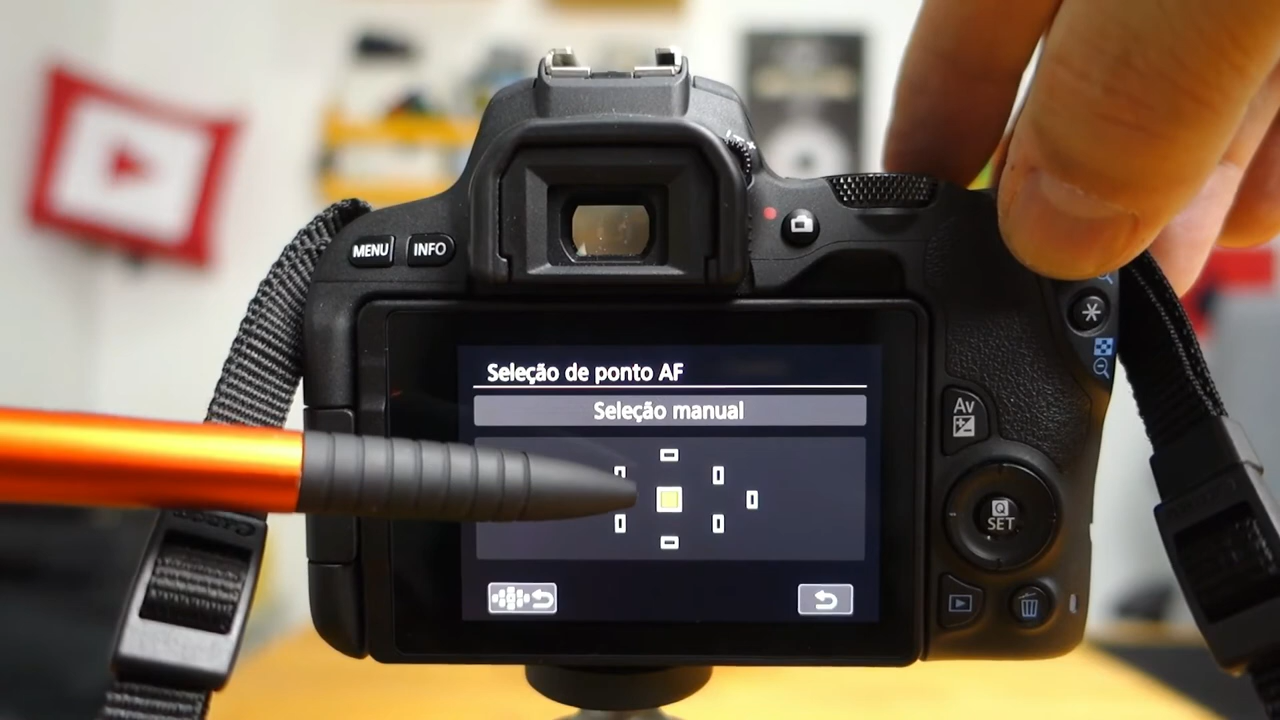 MENU INFO
Seleção de ponto AF
Seleção manual
Av
Q
SET